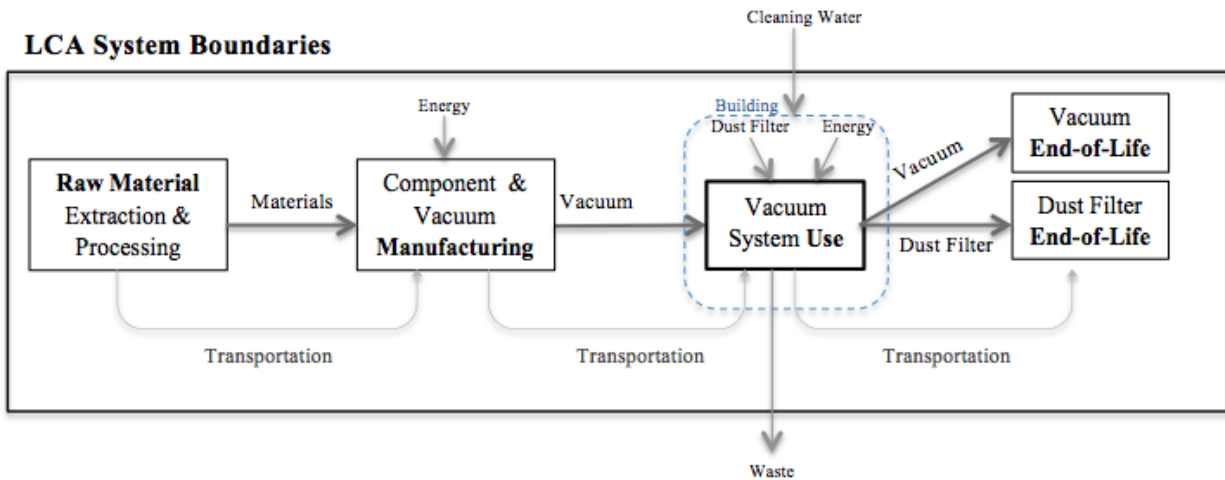 Cleaning Water
LCA System Boundaries
Energy
Building
Dust Filter
Energy
Raw Material
Extraction &
Processing
Materials
Component &
Vacuum
Manufacturing
Vacuum
Vacuum
System Use
Vacuum
Dust Filter
Vacuum
End-of-Life
Dust Filter
End-of-Life
Transportation
Transportation
Transportation
Waste